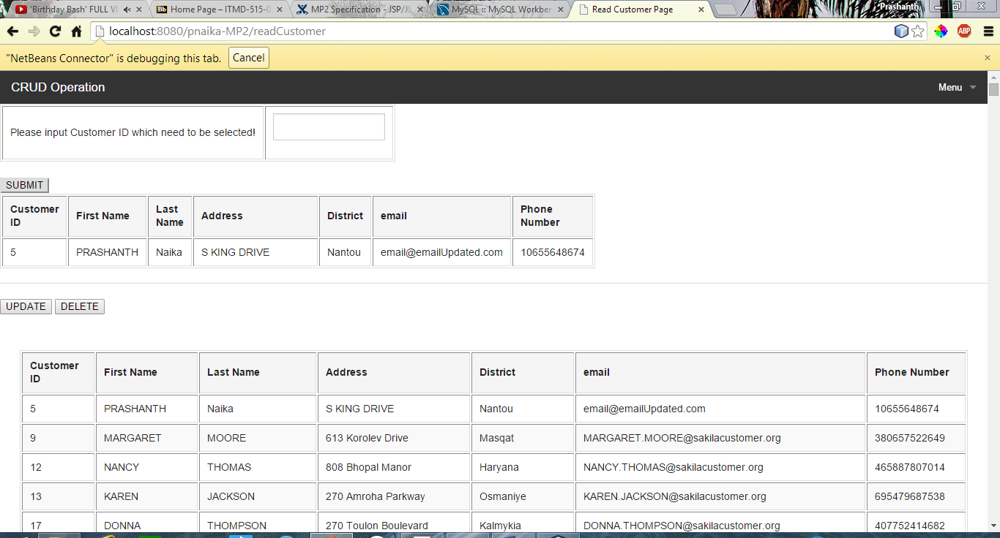 'Birthday Bash' FULL VI
Bb Home Page – ITMD-515-0
MP2 Specification - JSP/JS
MySQL :: MySQL Workben
Read Customer Page
Prashanth
localhost:8080/pnaika-MP2/readCustomer
ABP
"NetBeans Connector" is debugging this tab. Cancel
CRUD Operation Menu
Please input Customer ID which need to be selected!
SUBMIT
Customer ID First Name Last Name Address District email Phone Number
5 PRASHANTH Naika S KING DRIVE Nantou email@emailUpdated.com 10655648674
UPDATE DELETE
Customer ID First Name Last Name Address District email Phone Number
5 PRASHANTH Naika S KING DRIVE Nantou email@emailUpdated.com 10655648674
9 MARGARET MOORE 613 Korolev Drive Masqat MARGARET.MOORE@sakilacustomer.org 380657522649
12 NANCY THOMAS 808 Bhopal Manor Haryana NANCY.THOMAS@sakilacustomer.org 465887807014
13 KAREN JACKSON 270 Amroha Parkway Osmaniye KAREN.JACKSON@sakilacustomer.org 695479687538
17 DONNA THOMPSON 270 Toulon Boulevard Kalmykia DONNA.THOMPSON@sakilacustomer.org 407752414682